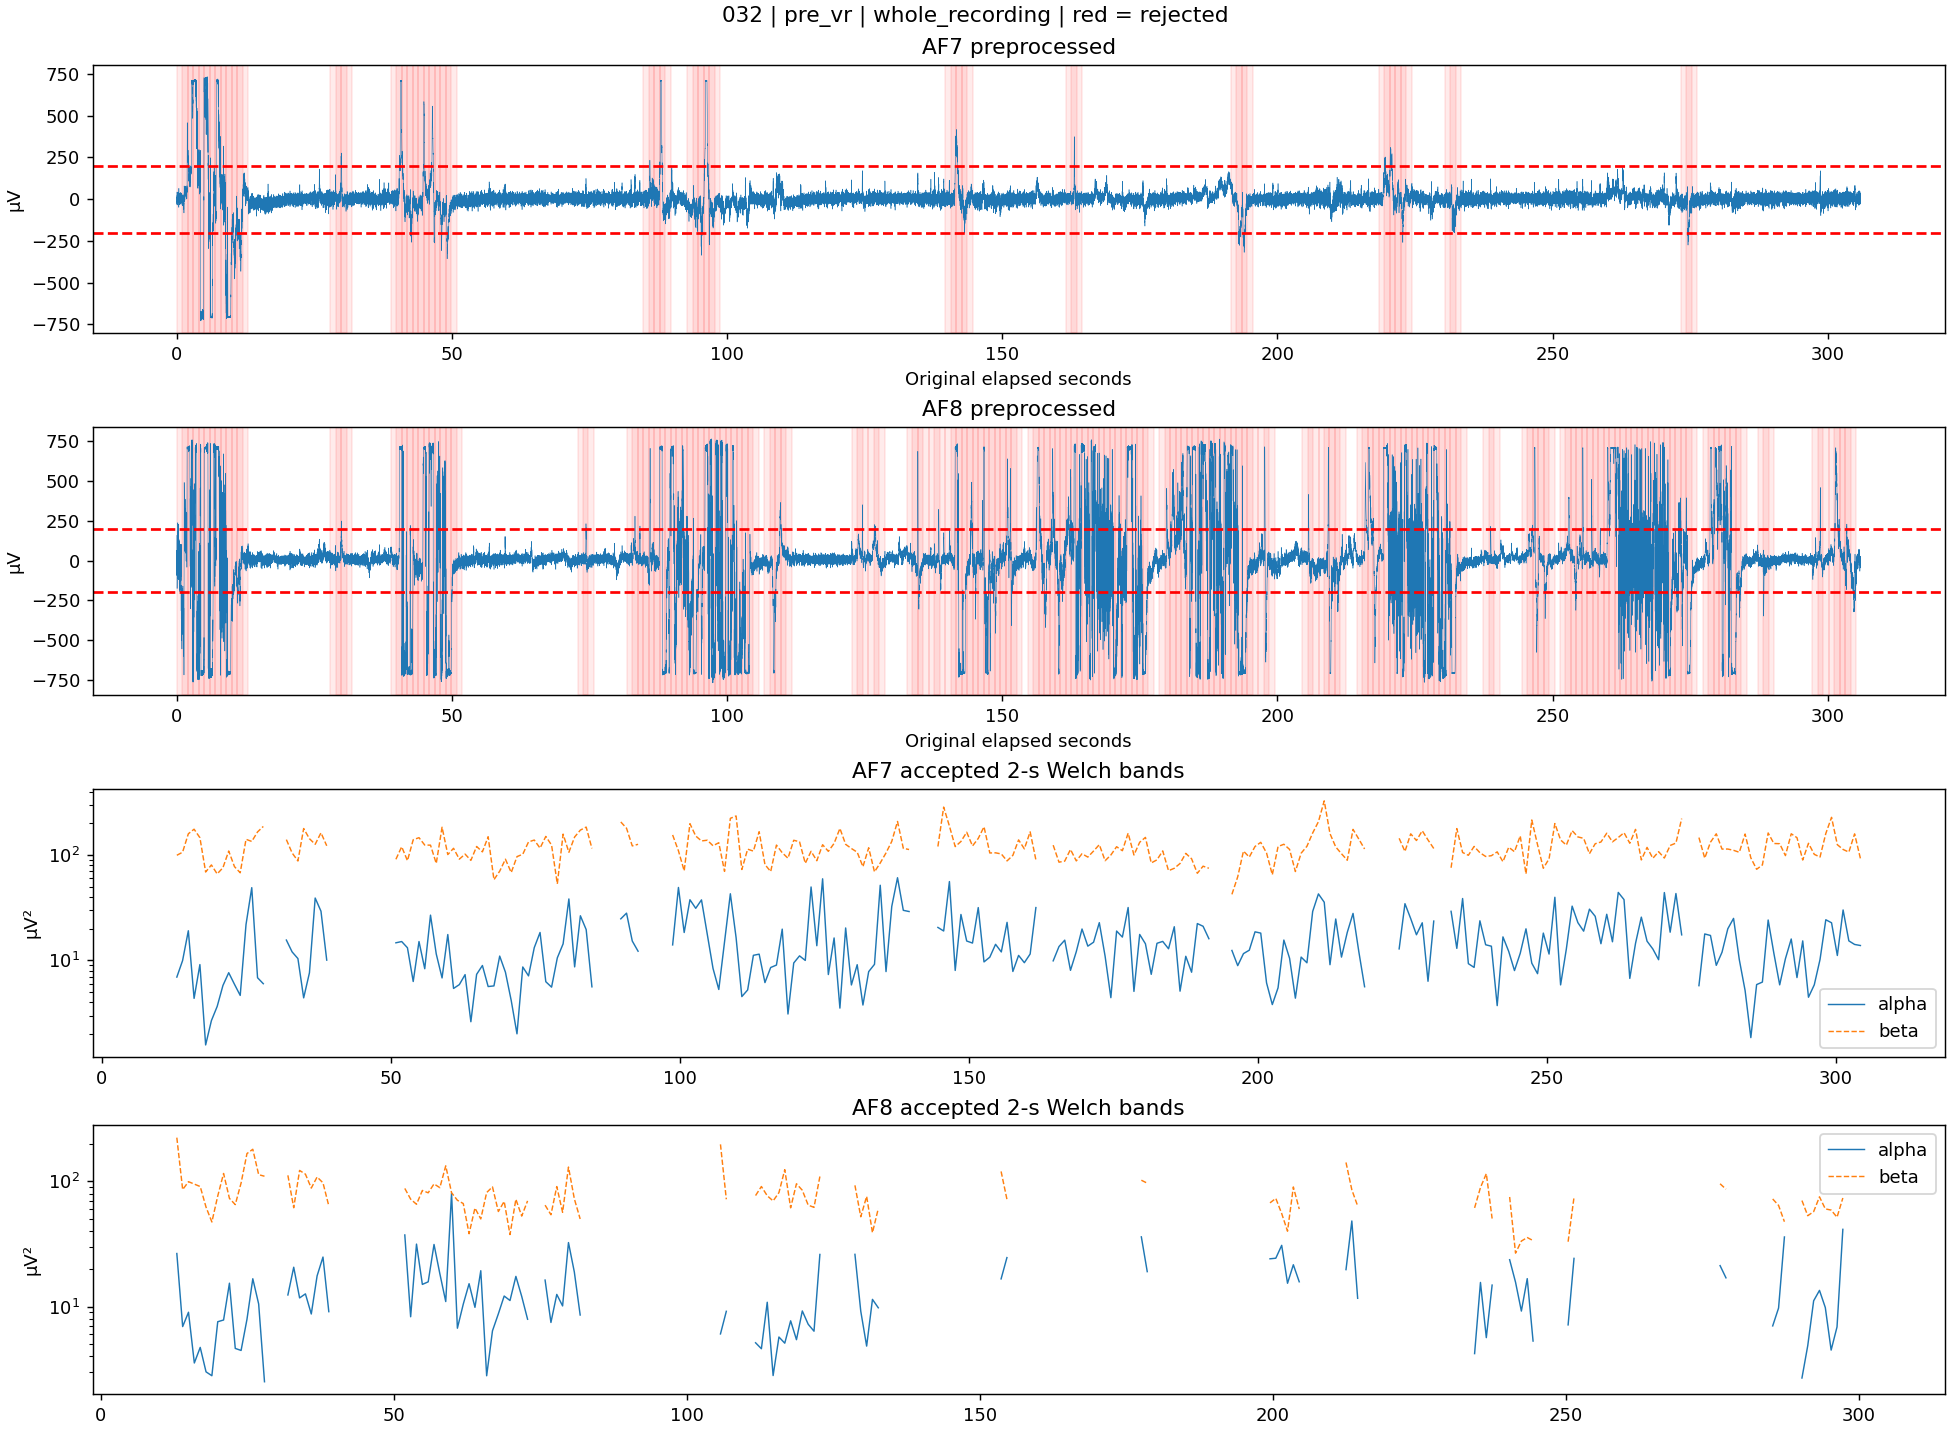 032 | pre_vr | whole_recording | red = rejected
AF7 preprocessed
750
500
250
0
−250
−500
−750
µV
0 50 100 150 200 250 300
Original elapsed seconds
AF8 preprocessed
750
500
250
0
−250
−500
−750
µV
0 50 100 150 200 250 300
Original elapsed seconds
AF7 accepted 2-s Welch bands
10²
10¹
µV²
alpha
beta
0 50 100 150 200 250 300
AF8 accepted 2-s Welch bands
10²
10¹
µV²
alpha
beta
0 50 100 150 200 250 300